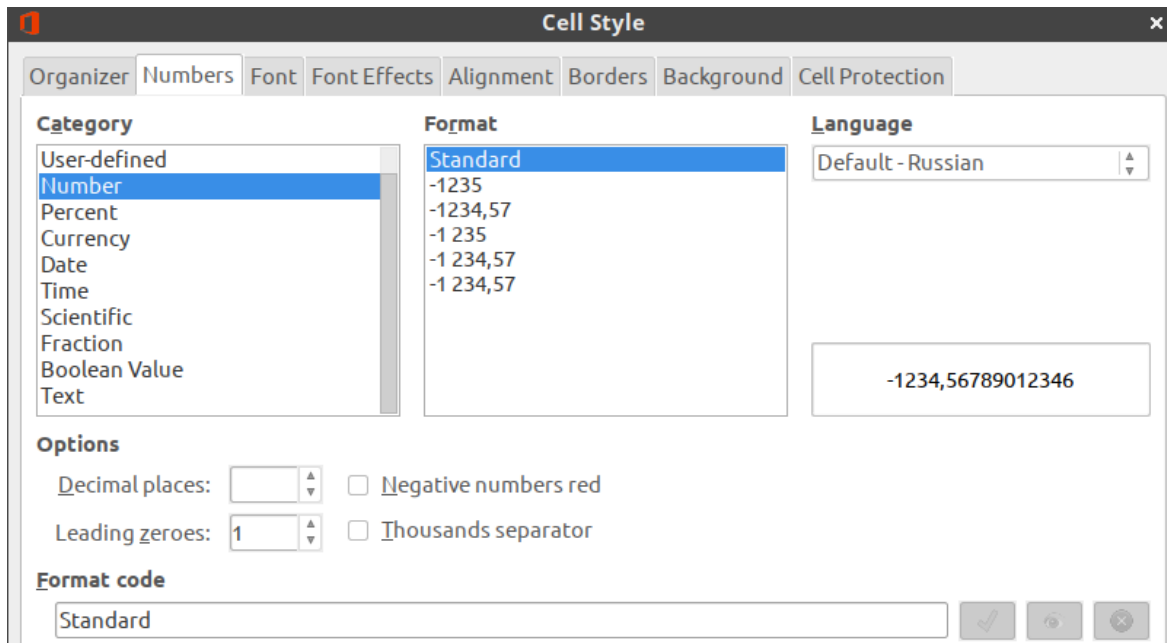 Cell Style
Organizer Numbers Font Font Effects Alignment Borders Background Cell Protection
Category
User-defined
Number
Percent
Currency
Date
Time
Scientific
Fraction
Boolean Value
Text
Format
Standard
-1235
-1234,57
-1 235
-1 234,57
-1 234,57
Language
Default - Russian
-1234,56789012346
Options
Decimal places:
Negative numbers red
Leading zeroes: 1
Thousands separator
Format code
Standard